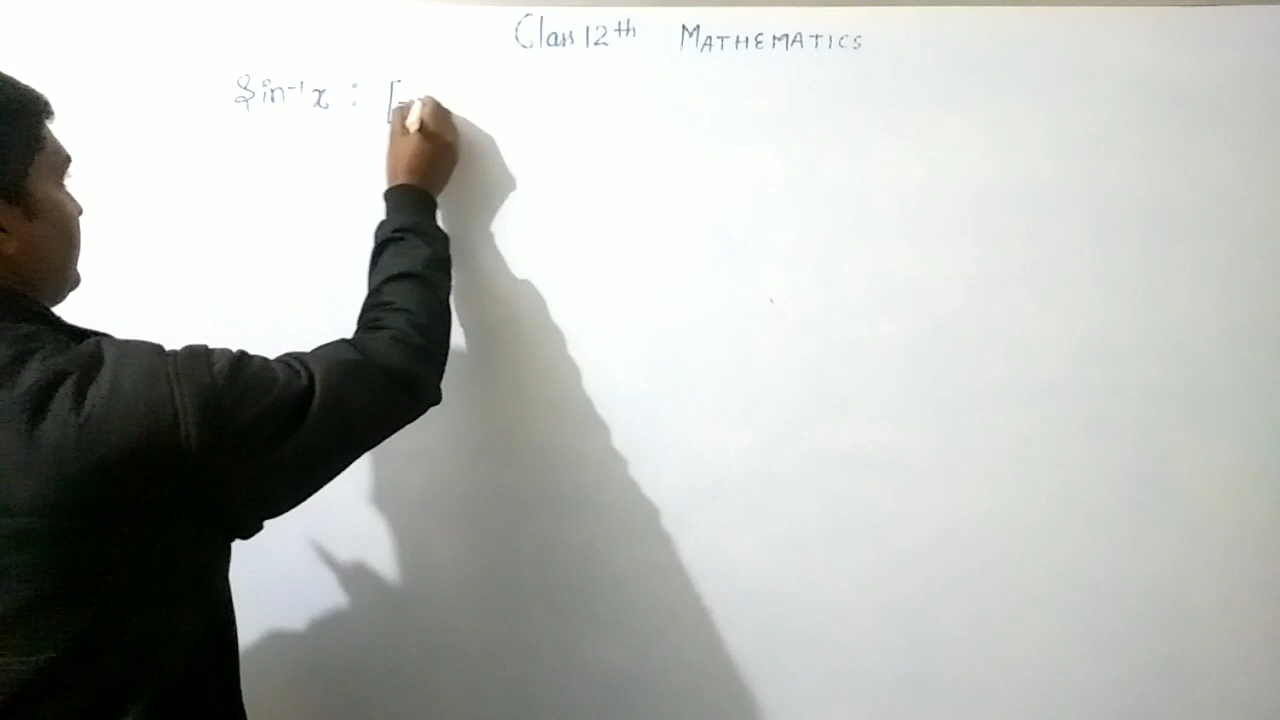 Class 12th MATHEMATICS
Sin⁻¹x : [-